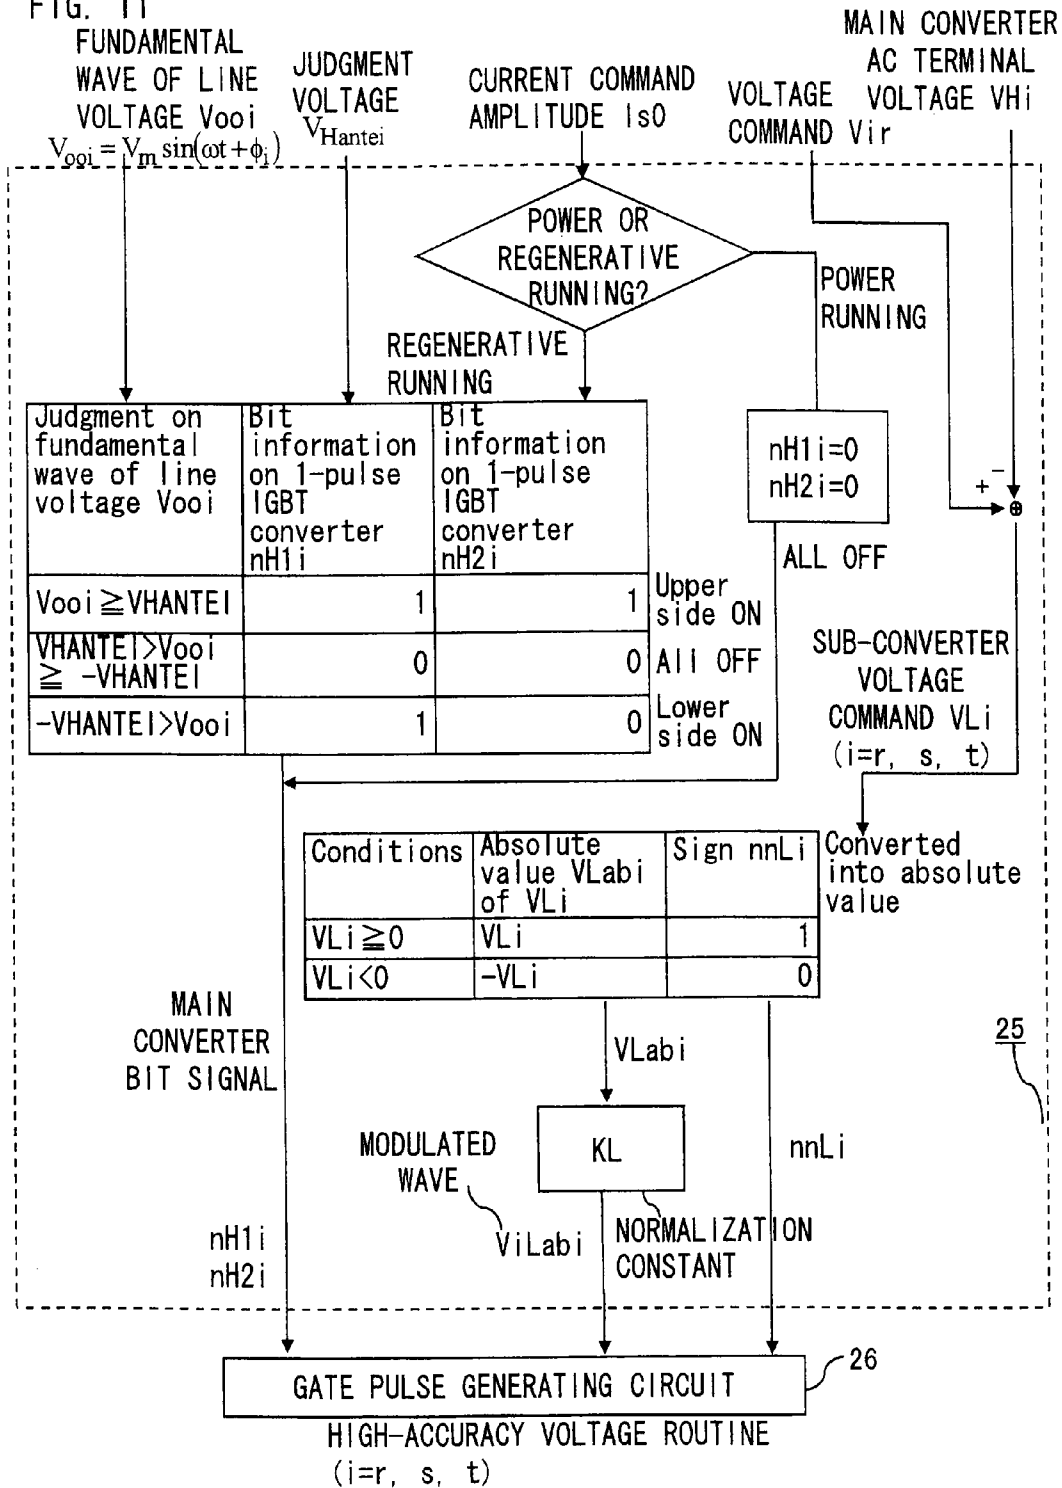 FIG. 11
FUNDAMENTAL
WAVE OF LINE
VOLTAGE Vooi
Vooi = Vm sin(ωt+ϕi)
JUDGMENT
VOLTAGE
VHantei
CURRENT COMMAND
AMPLITUDE Is0
VOLTAGE
COMMAND Vir
MAIN CONVERTER
AC TERMINAL
VOLTAGE VHi
POWER OR
REGENERATIVE
RUNNING?
POWER
RUNNING
REGENERATIVE
RUNNING
Judgment on
fundamental
wave of line
voltage Vooi
Bit
information
on 1-pulse
IGBT
converter
nH1i
Bit
information
on 1-pulse
IGBT
converter
nH2i
Vooi≧VHANTEI
1
1
Upper
side ON
VHANTEI>Vooi
≧ -VHANTEI
0
0
All OFF
-VHANTEI>Vooi
1
0
Lower
side ON
nH1i=0
nH2i=0
ALL OFF
+
-
⊕
SUB-CONVERTER
VOLTAGE
COMMAND VLi
(i=r, s, t)
Conditions
Absolute
value VLabi
of VLi
Sign nnLi
Converted
into absolute
value
VLi≧0
VLi
1
VLi<0
-VLi
0
MAIN
CONVERTER
BIT SIGNAL
25
VLabi
KL
nnLi
MODULATED
WAVE
ViLabi
NORMALIZATION
CONSTANT
nH1i
nH2i
26
GATE PULSE GENERATING CIRCUIT
HIGH-ACCURACY VOLTAGE ROUTINE
(i=r, s, t)